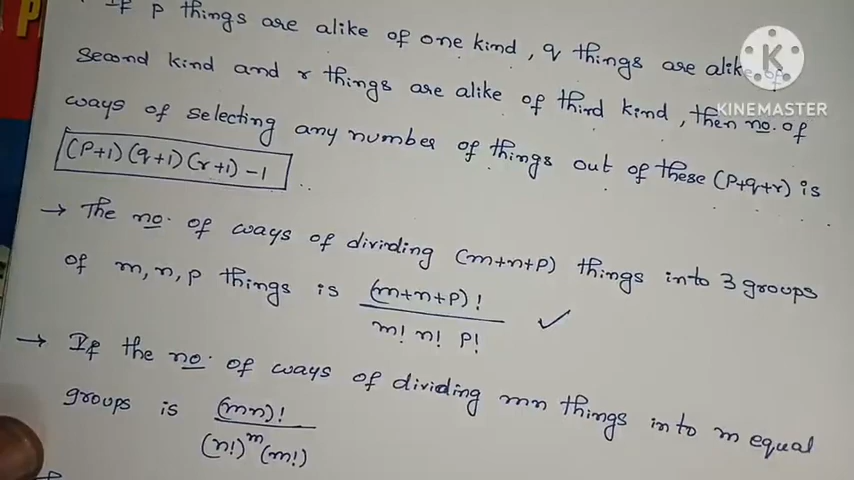 If p things are alike of one kind, q things are alike of
second kind and r things are alike of third kind, then no. of
ways of selecting any number of things out of these (p+q+r) is
(p+1)(q+1)(r+1) -1 ..
→ The no. of ways of dividing (m+n+p) things into 3 groups
of m, n, p things is (m+n+p)! / m! n! p! ✓
→ If the no. of ways of dividing mn things into m equal
groups is (mn)! / (n!)^m (m!)
K
KINEMASTER
P